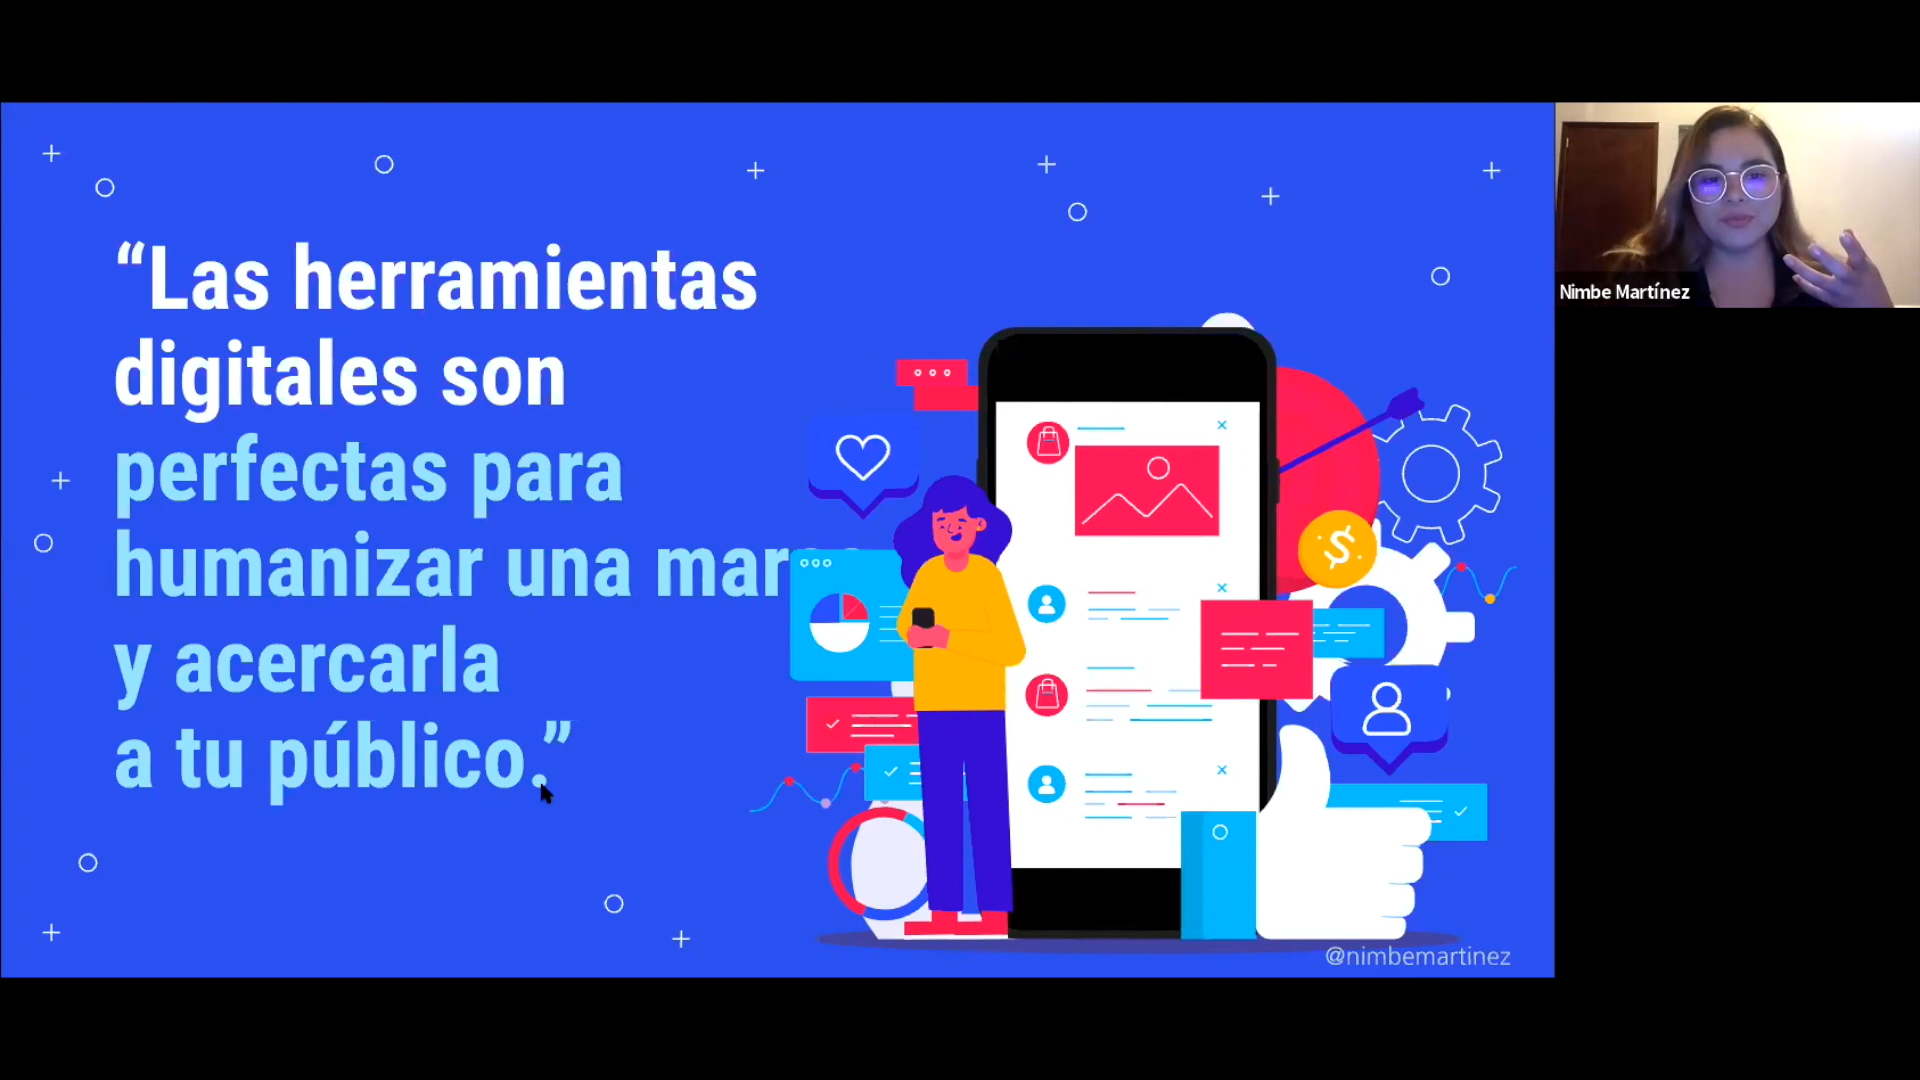 “Las herramientas
digitales son
perfectas para
humanizar una mar
y acercarla
a tu público.”
@nimbemartinez
Nimbe Martínez